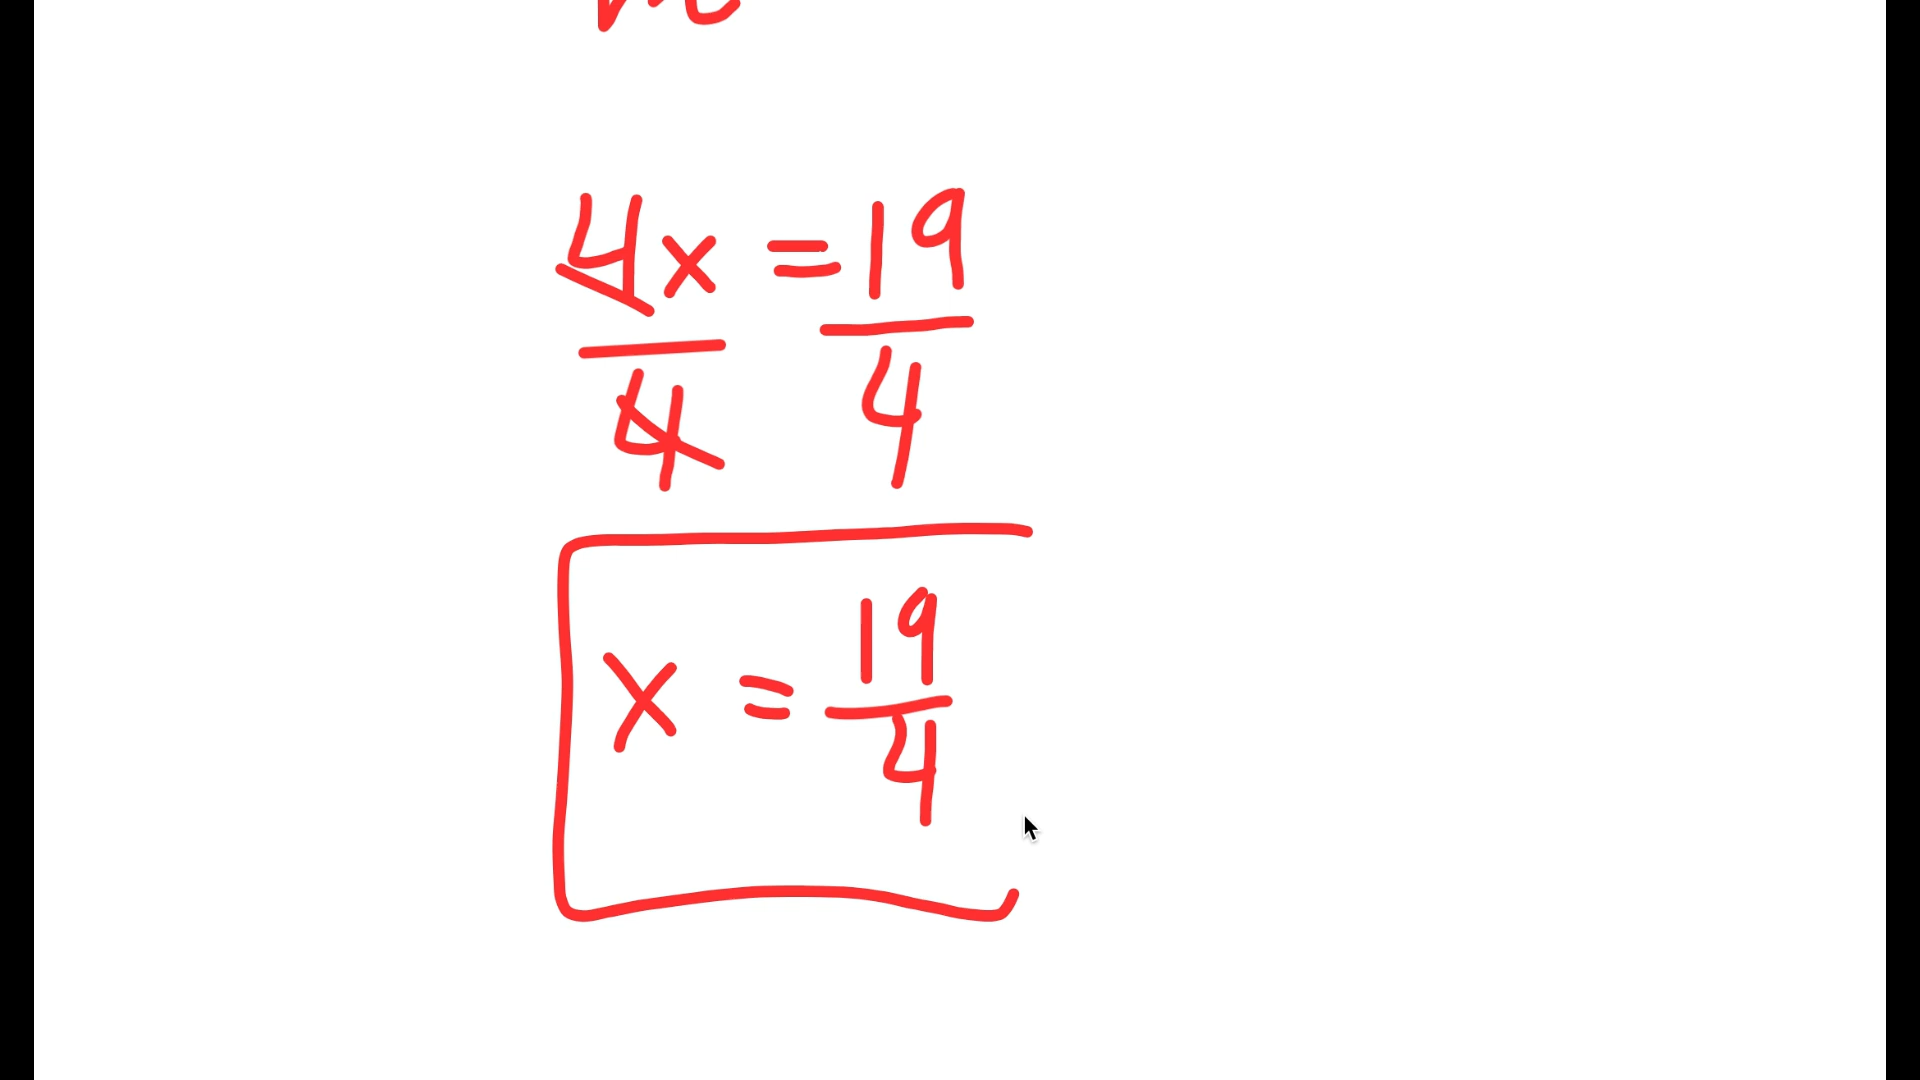 4x = 19
4 4
x = 19/4